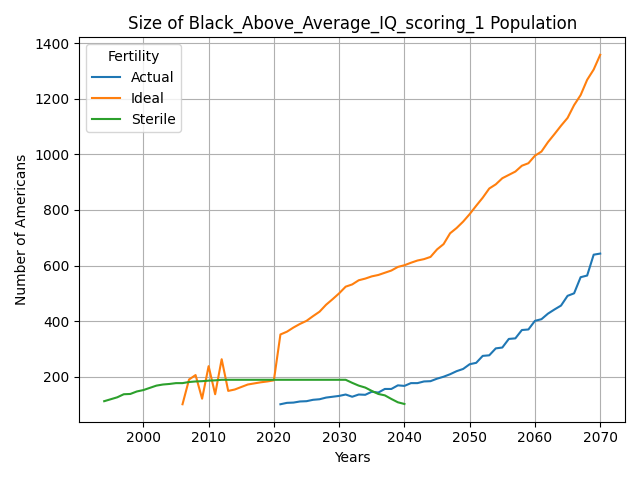 Size of Black_Above_Average_IQ_scoring_1 Population
Fertility
Actual
Ideal
Sterile
Number of Americans
1400
1200
1000
800
600
400
200
2000 2010 2020 2030 2040 2050 2060 2070
Years